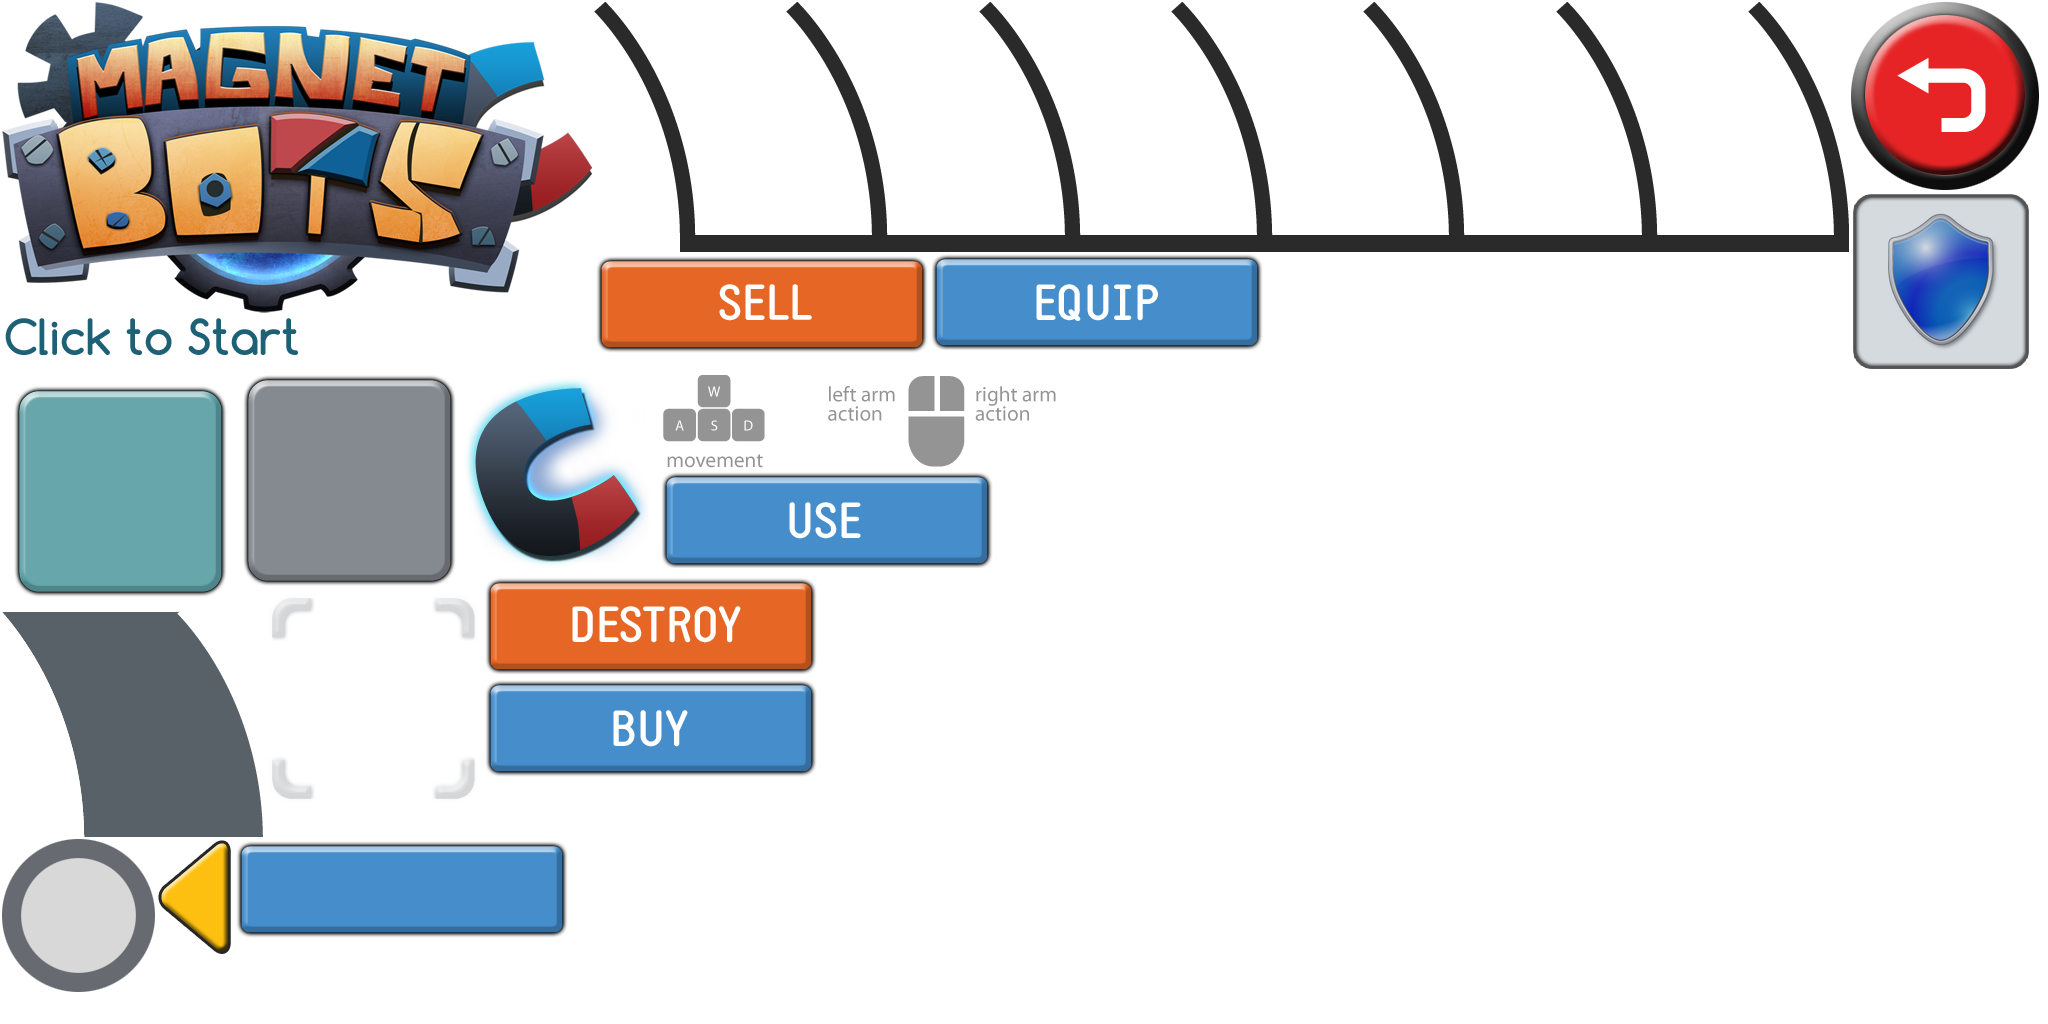 MAGNET
BOTS
Click to Start
SELL
EQUIP
W
A S D
movement
left arm
action
right arm
action
USE
DESTROY
BUY